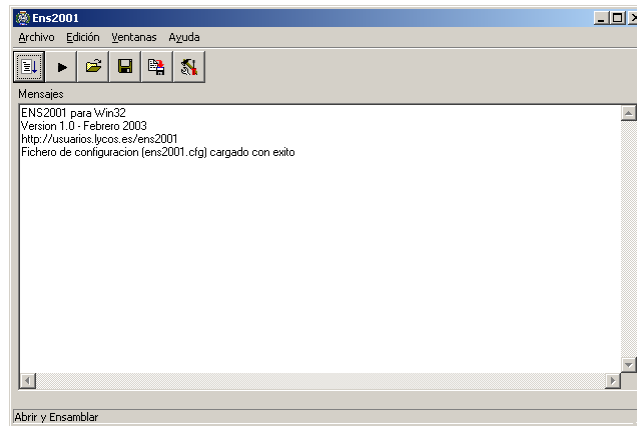 Ens2001
Archivo Edición Ventanas Ayuda
Mensajes
ENS2001 para Win32
Version 1.0 - Febrero 2003
http://usuarios.lycos.es/ens2001
Fichero de configuracion (ens2001.cfg) cargado con exito
Abrir y Ensamblar